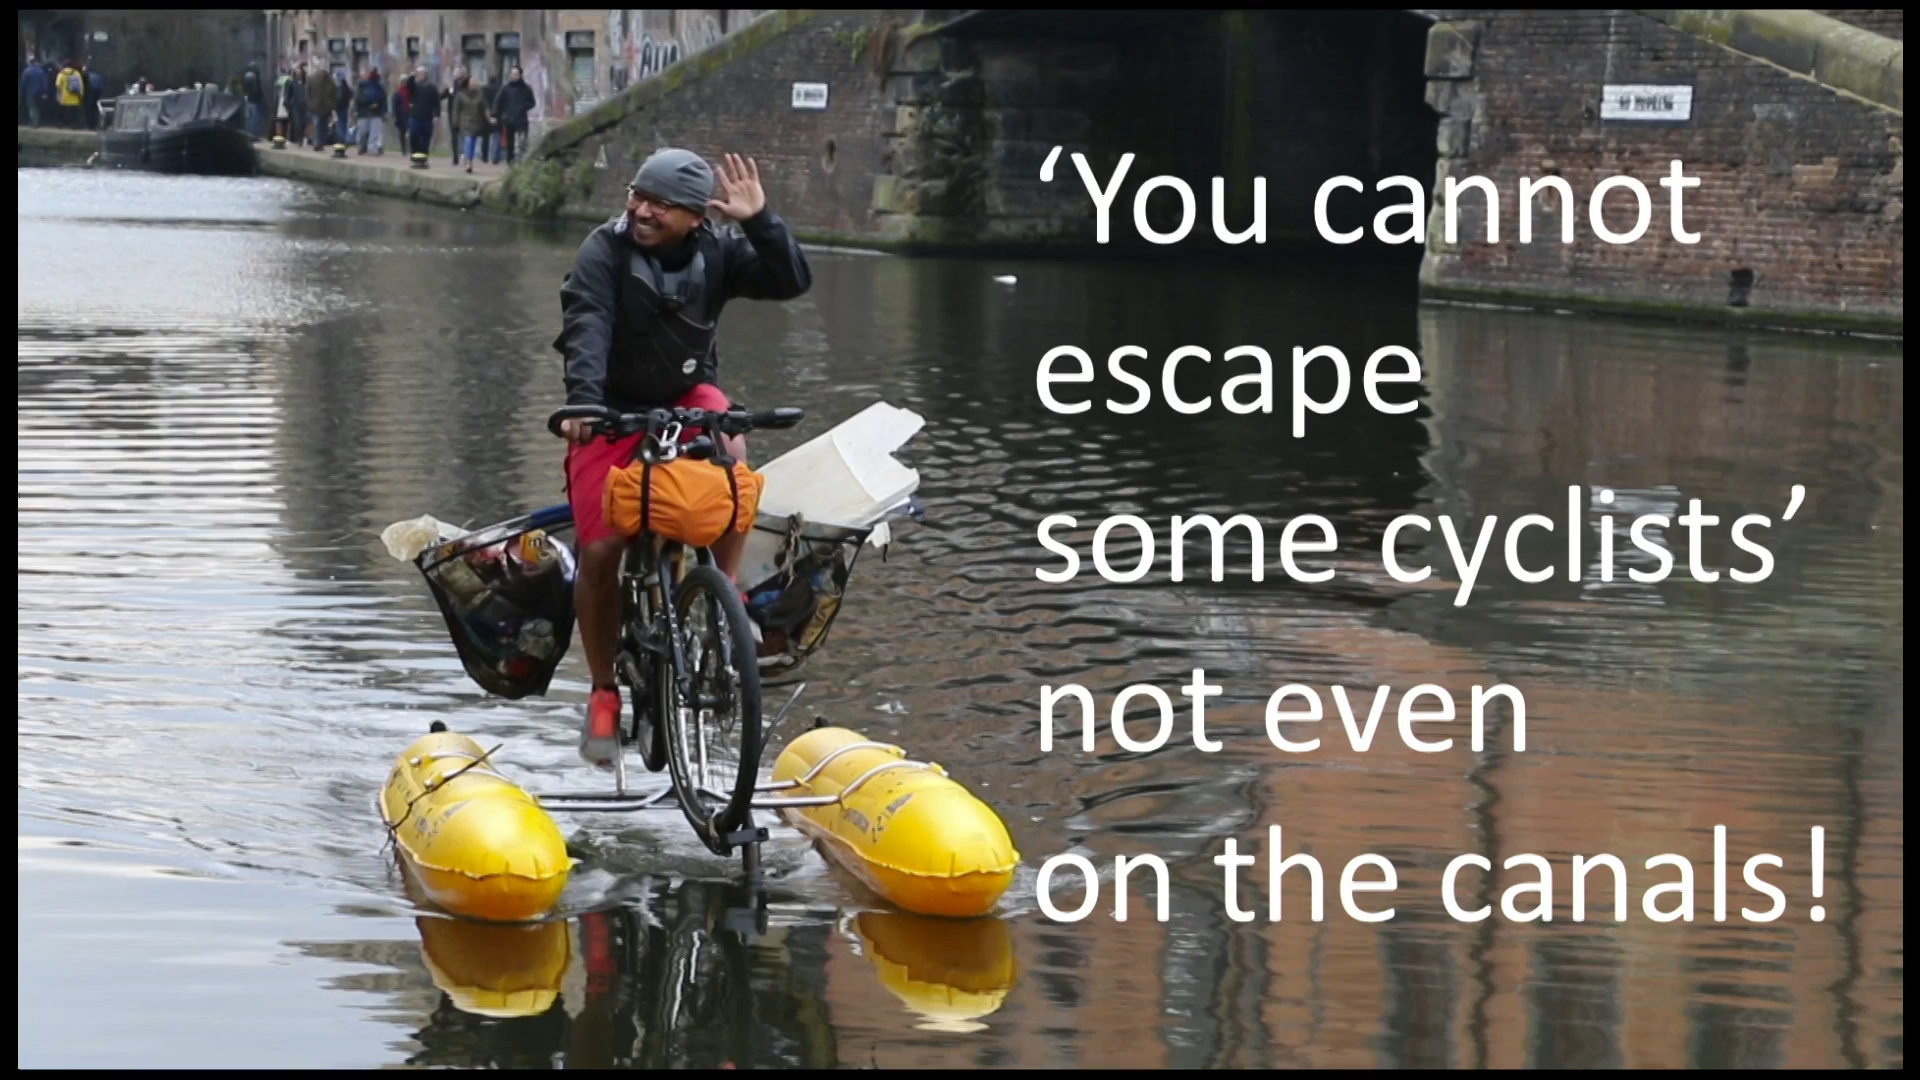 ‘You cannot
escape
some cyclists’
not even
on the canals!